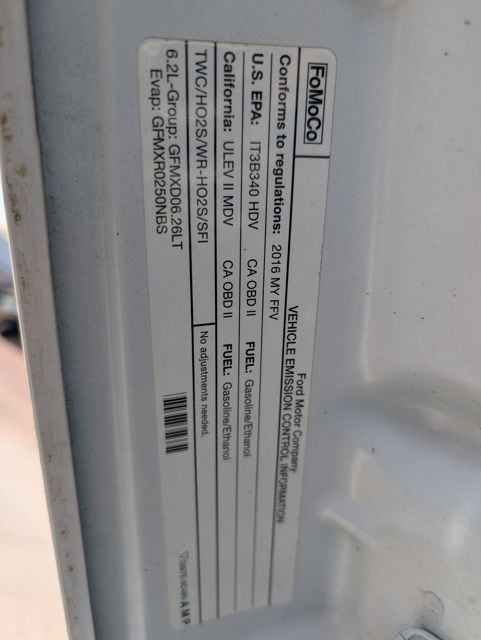 FoMoCo
Ford Motor Company
VEHICLE EMISSION CONTROL INFORMATION
Conforms to regulations: 2016 MY FFV
U.S. EPA: IT3B340 HDV CA OBD II FUEL: Gasoline/Ethanol
California: ULEV II MDV CA OBD II FUEL: Gasoline/Ethanol
TWC/HO2S/WR-HO2S/SFI No adjustments needed.
6.2L-Group: GFMXD06.26LT
Evap: GFMXR0250NBS